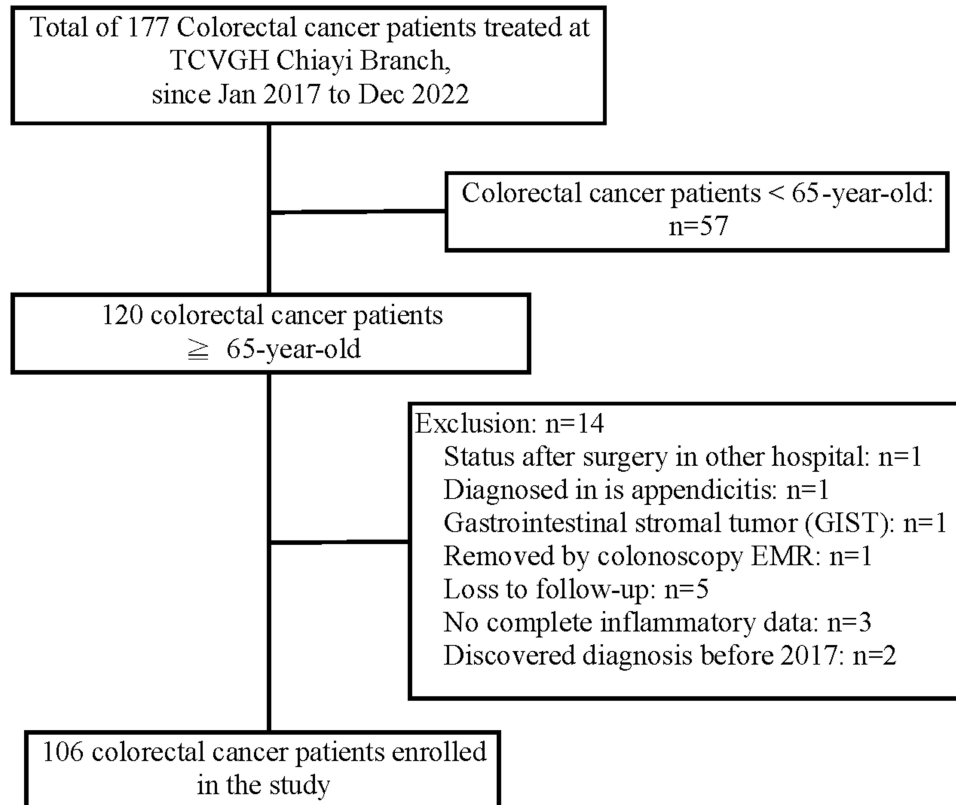 Total of 177 Colorectal cancer patients treated at
TCVGH Chiayi Branch,
since Jan 2017 to Dec 2022
Colorectal cancer patients < 65-year-old:
n=57
120 colorectal cancer patients
≧ 65-year-old
Exclusion: n=14
Status after surgery in other hospital: n=1
Diagnosed in is appendicitis: n=1
Gastrointestinal stromal tumor (GIST): n=1
Removed by colonoscopy EMR: n=1
Loss to follow-up: n=5
No complete inflammatory data: n=3
Discovered diagnosis before 2017: n=2
106 colorectal cancer patients enrolled
in the study